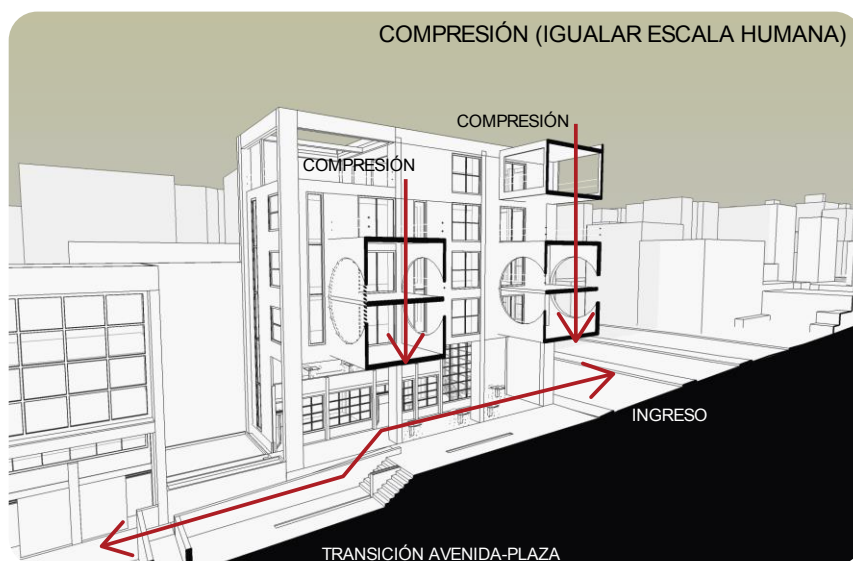 COMPRESIÓN (IGUALAR ESCALA HUMANA)
COMPRESIÓN
COMPRESIÓN
INGRESO
TRANSICIÓN AVENIDA-PLAZA